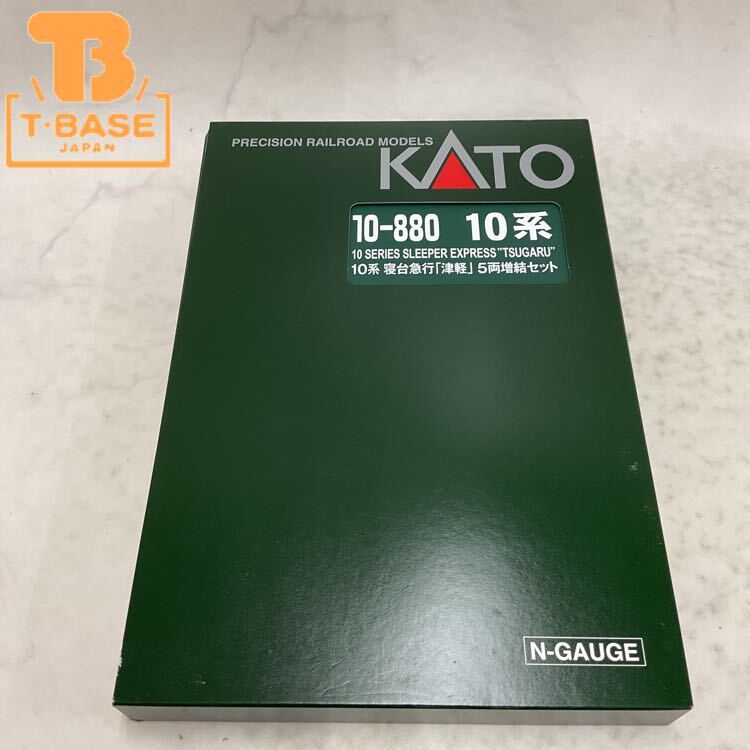 TB
T·BASE
JAPAN
PRECISION RAILROAD MODELS
KATO
10-880 10系
10 SERIES SLEEPER EXPRESS "TSUGARU"
10系 寝台急行「津軽」 5両増結セット
N-GAUGE